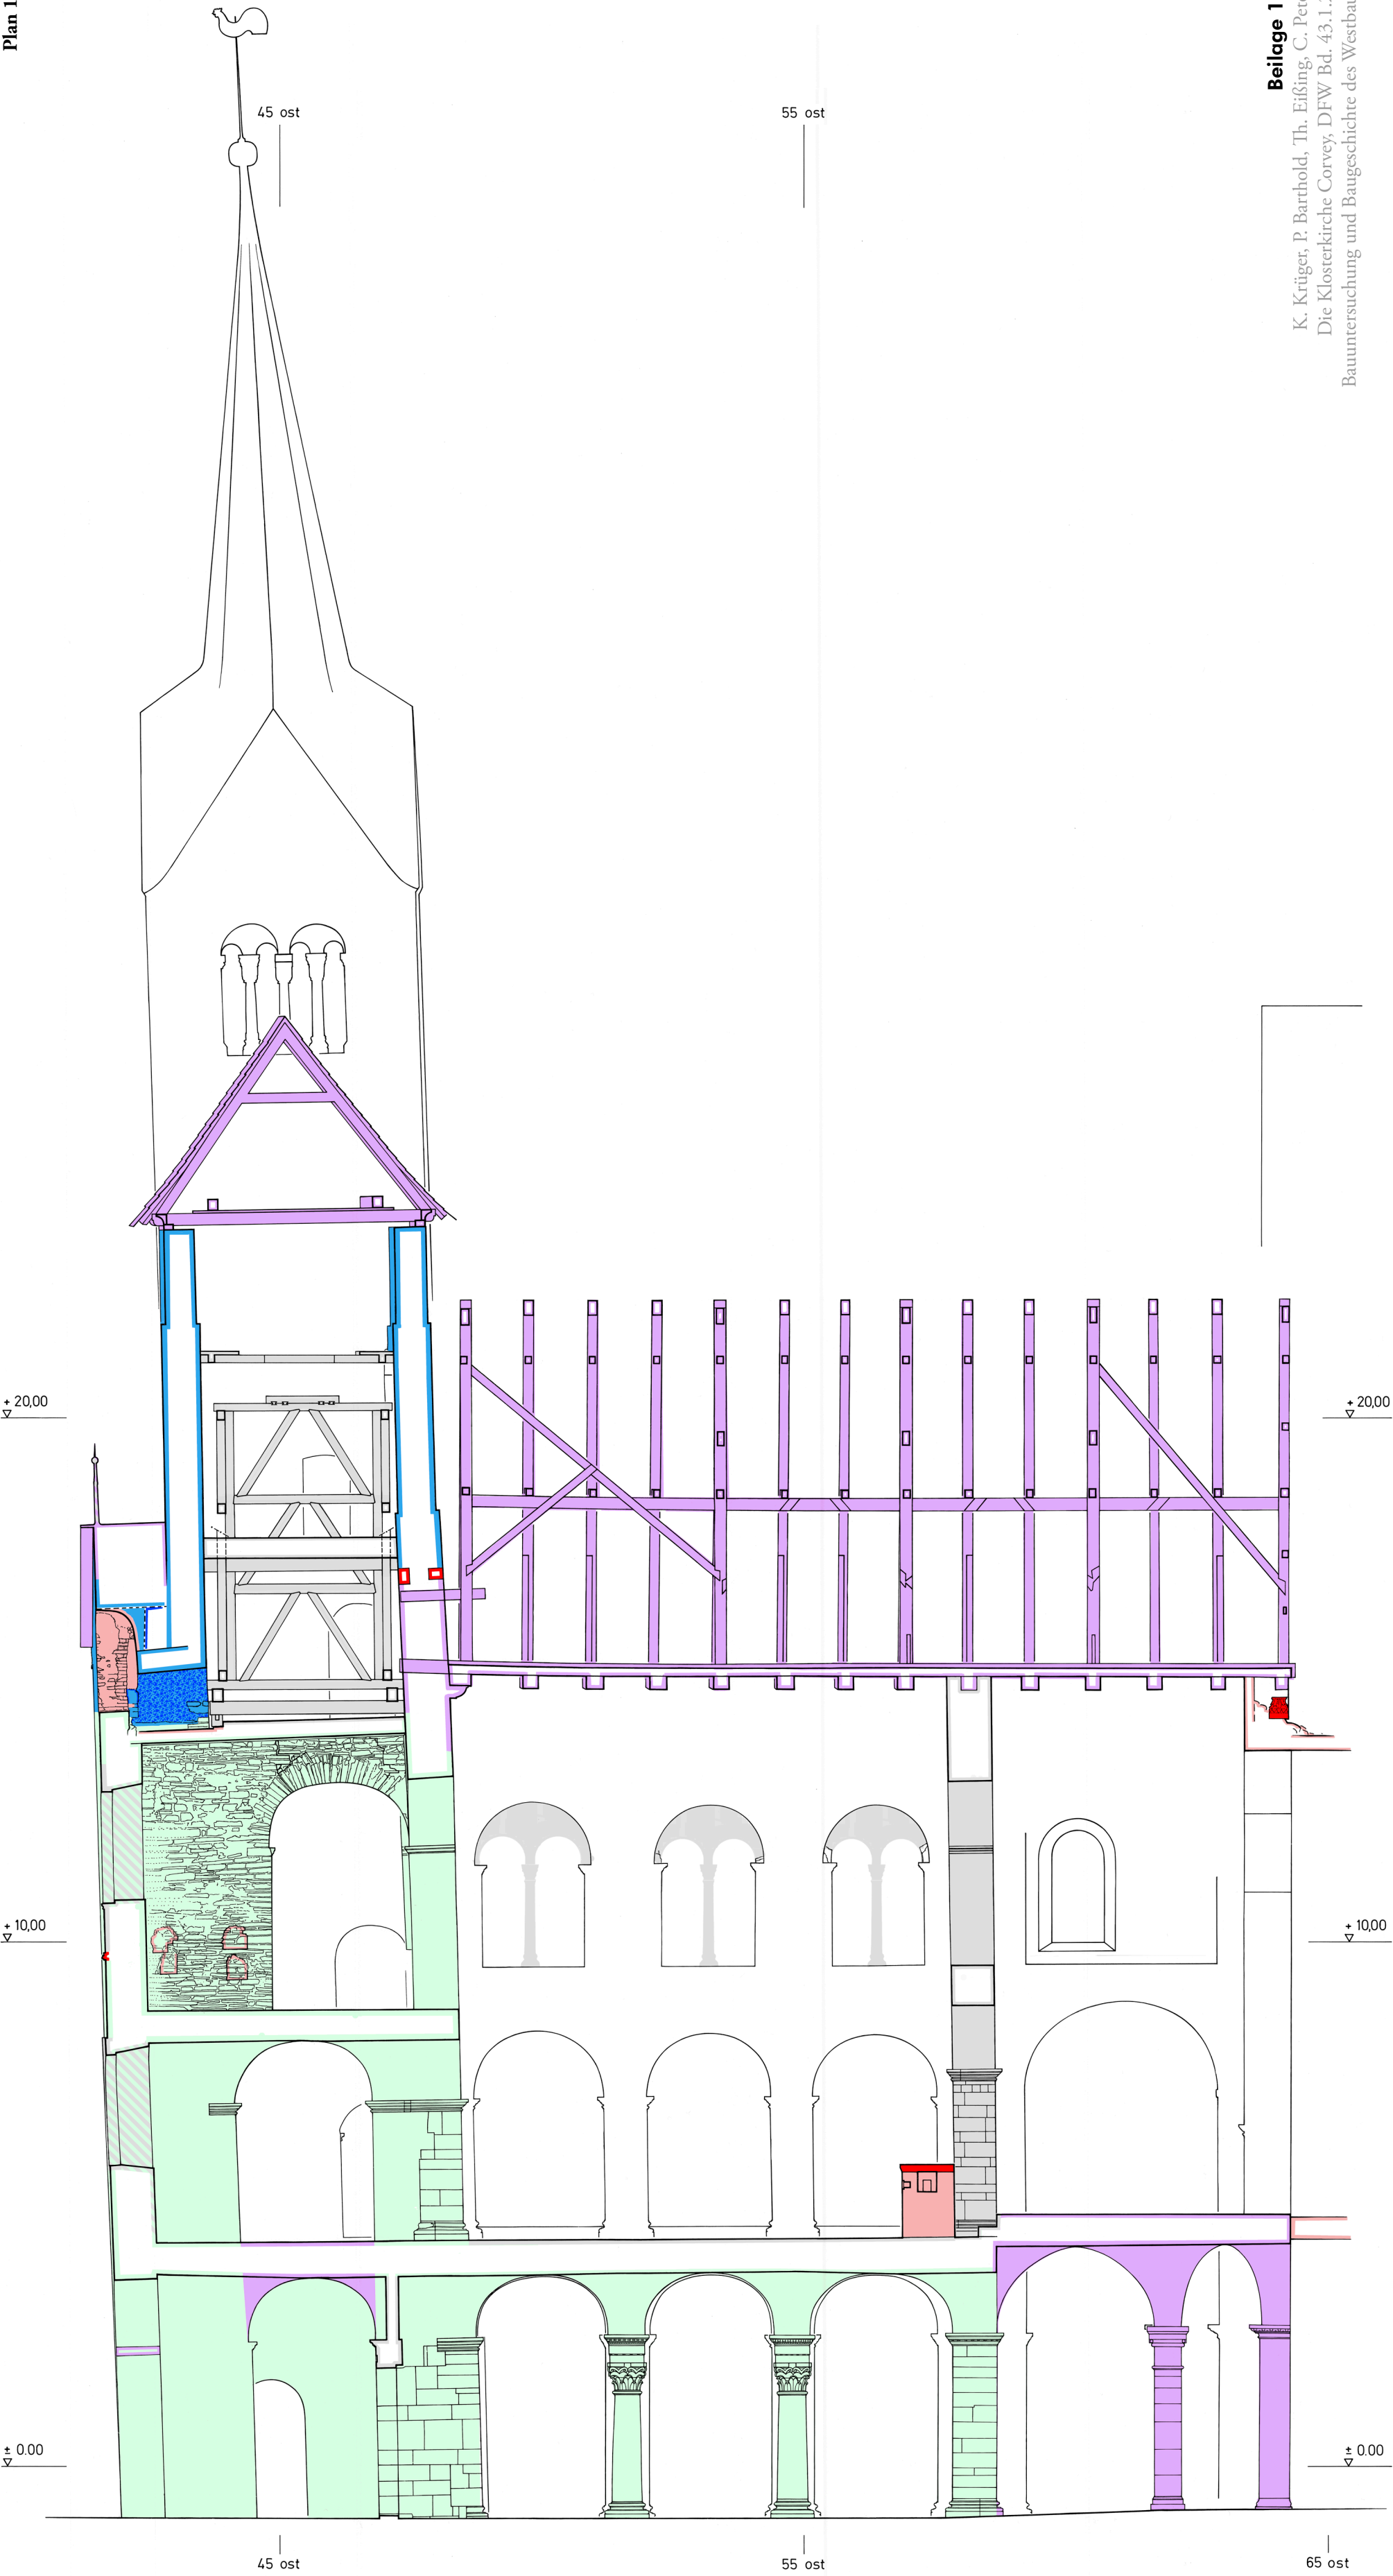 Plan 1
Beilage 1
K. Krüger, P. Barthold, Th. Eißing, C. Pete
Die Klosterkirche Corvey, DFW Bd. 43.1.
Bauuntersuchung und Baugeschichte des Westbau
45 ost
55 ost
+ 20,00
+ 20,00
+ 10,00
+ 10,00
± 0.00
± 0.00
45 ost
55 ost
65 ost